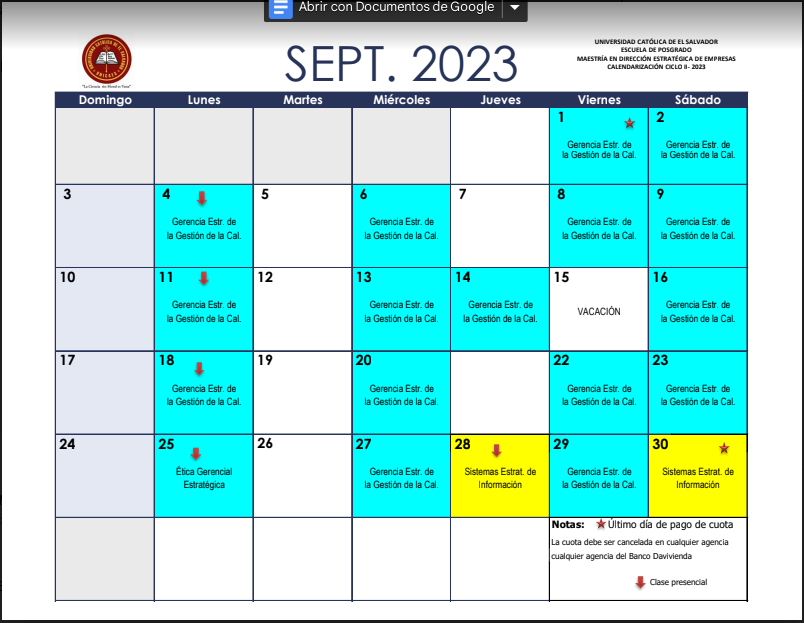 Abrir con Documentos de Google
SEPT. 2023
UNIVERSIDAD CATÓLICA DE EL SALVADOR
ESCUELA DE POSGRADO
MAESTRÍA EN DIRECCIÓN ESTRATÉGICA DE EMPRESAS
CALENDARIZACIÓN CICLO II- 2023
Domingo Lunes Martes Miércoles Jueves Viernes Sábado
1 2
Gerencia Estr. de Gerencia Estr. de
la Gestión de la Cal. la Gestión de la Cal.
3 4 5 6 7 8 9
Gerencia Estr. de Gerencia Estr. de Gerencia Estr. de Gerencia Estr. de
la Gestión de la Cal. la Gestión de la Cal. la Gestión de la Cal. la Gestión de la Cal.
10 11 12 13 14 15 16
Gerencia Estr. de Gerencia Estr. de Gerencia Estr. de VACACIÓN Gerencia Estr. de
la Gestión de la Cal. la Gestión de la Cal. la Gestión de la Cal. la Gestión de la Cal.
17 18 19 20 22 23
Gerencia Estr. de Gerencia Estr. de Gerencia Estr. de Gerencia Estr. de
la Gestión de la Cal. la Gestión de la Cal. la Gestión de la Cal. la Gestión de la Cal.
24 25 26 27 28 29 30
Ética Gerencial Gerencia Estr. de Sistemas Estrat. de Gerencia Estr. de Sistemas Estrat. de
Estratégica la Gestión de la Cal. Información la Gestión de la Cal. Información
Notas: Último día de pago de cuota
La cuota debe ser cancelada en cualquier agencia
cualquier agencia del Banco Davivienda
Clase presencial